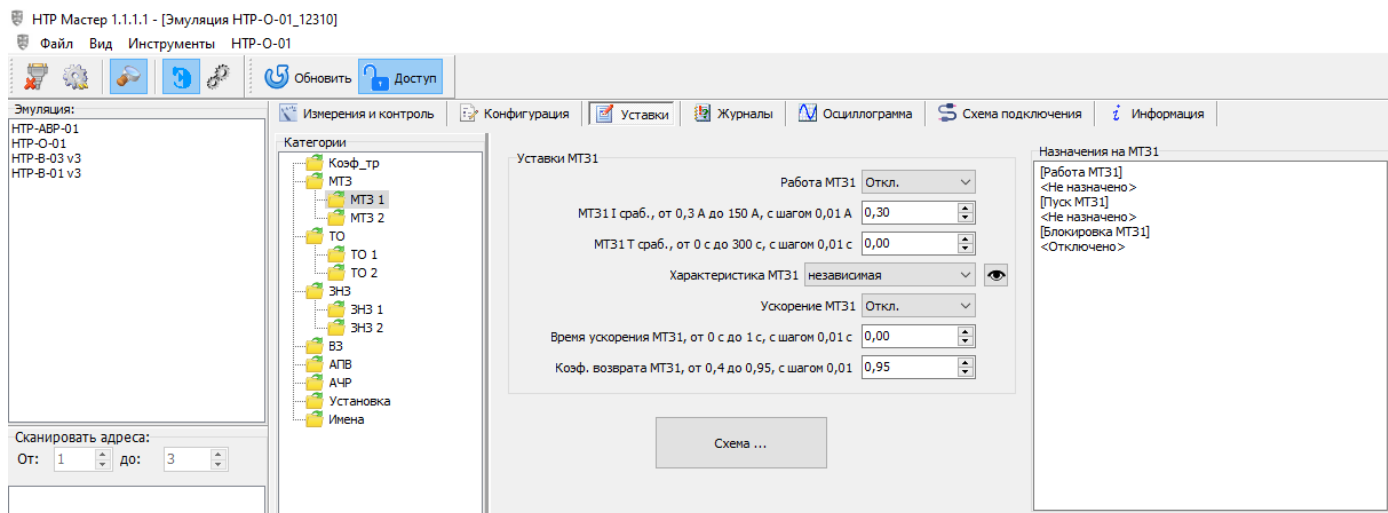 НТР Мастер 1.1.1.1 - [Эмуляция НТР-О-01_12310]
Файл Вид Инструменты НТР-О-01
Обновить Доступ
Эмуляция:
НТР-АВР-01
НТР-О-01
НТР-В-03 v3
НТР-В-01 v3
Сканировать адреса:
От: 1 до: 3
Измерения и контроль Конфигурация Уставки Журналы Осциллограмма Схема подключения Информация
Категории
Коэф_тр
МТЗ
МТЗ 1
МТЗ 2
ТО
ТО 1
ТО 2
ЗНЗ
ЗНЗ 1
ЗНЗ 2
ВЗ
АПВ
АЧР
Установка
Имена
Уставки МТЗ1
Работа МТЗ1 Откл.
МТЗ1 I сраб., от 0,3 А до 150 А, с шагом 0,01 А 0,30
МТЗ1 Т сраб., от 0 с до 300 с, с шагом 0,01 с 0,00
Характеристика МТЗ1 независимая
Ускорение МТЗ1 Откл.
Время ускорения МТЗ1, от 0 с до 1 с, с шагом 0,01 с 0,00
Коэф. возврата МТЗ1, от 0,4 до 0,95, с шагом 0,01 0,95
Схема ...
Назначения на МТЗ1
[Работа МТЗ1]
<Не назначено>
[Пуск МТЗ1]
<Не назначено>
[Блокировка МТЗ1]
<Отключено>